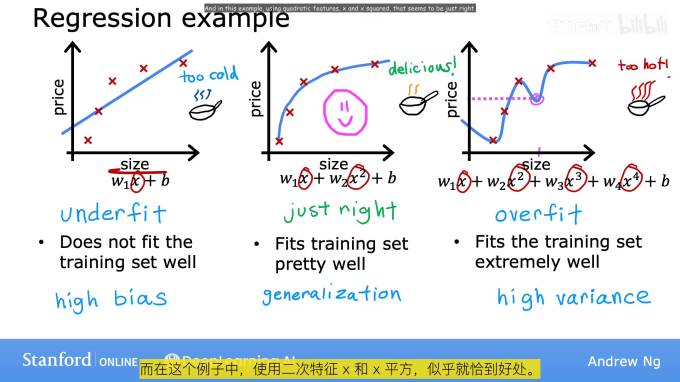 And in this example, using quadratic features, x and x squared, that seems to be just right
Regression example
bilibili
price
size
too cold
w₁x + b
underfit
• Does not fit the
training set well
high bias
price
size
delicious!
w₁x + w₂x² + b
just right
• Fits training set
pretty well
generalization
price
size
too hot!
w₁x + w₂x² + w₃x³ + w₄x⁴ + b
overfit
• Fits the training set
extremely well
high variance
Stanford ONLINE
Andrew Ng
而在这个例子中，使用二次特征 x 和 x 平方，似乎就恰到好处。